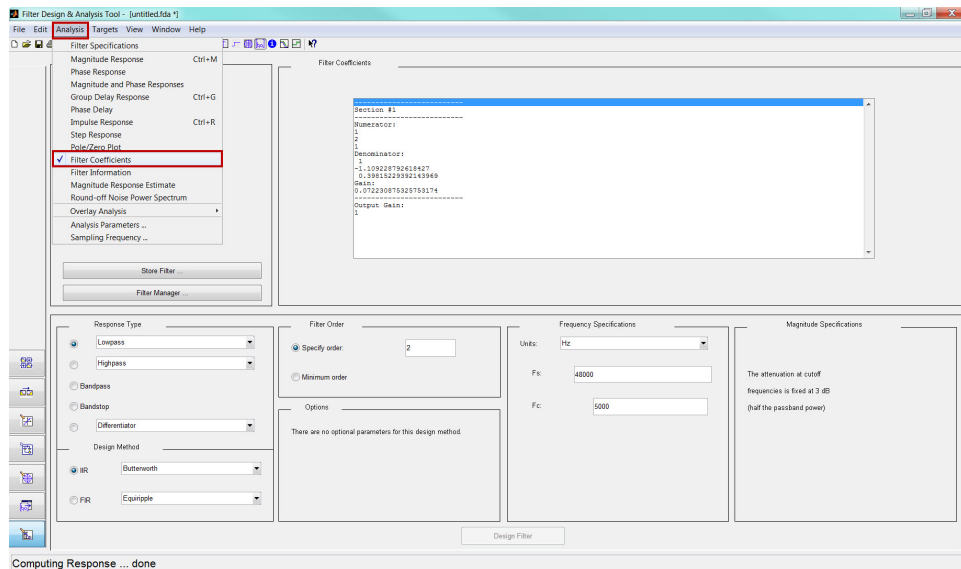 Filter Design & Analysis Tool - [untitled.fda *]
File Edit Analysis Targets View Window Help
Filter Specifications
Magnitude Response Ctrl+M
Phase Response
Magnitude and Phase Responses
Group Delay Response Ctrl+G
Phase Delay
Impulse Response Ctrl+R
Step Response
Pole/Zero Plot
Filter Coefficients
Filter Information
Magnitude Response Estimate
Round-off Noise Power Spectrum
Overlay Analysis
Analysis Parameters ...
Sampling Frequency ...
Store Filter ...
Filter Manager ...
Filter Coefficients
--------------------------
Section #1
--------------------------
Numerator:
1
2
1
Denominator:
1
-1.109228792618427
0.39815229392143969
Gain:
0.072230875325753174
--------------------------
Output Gain:
1
Response Type
Lowpass
Highpass
Bandpass
Bandstop
Differentiator
Design Method
IIR Butterworth
FIR Equiripple
Filter Order
Specify order: 2
Minimum order
Options
There are no optional parameters for this design method.
Frequency Specifications
Units: Hz
Fs: 48000
Fc: 5000
Magnitude Specifications
The attenuation at cutoff
frequencies is fixed at 3 dB
(half the passband power)
Design Filter
Computing Response ... done